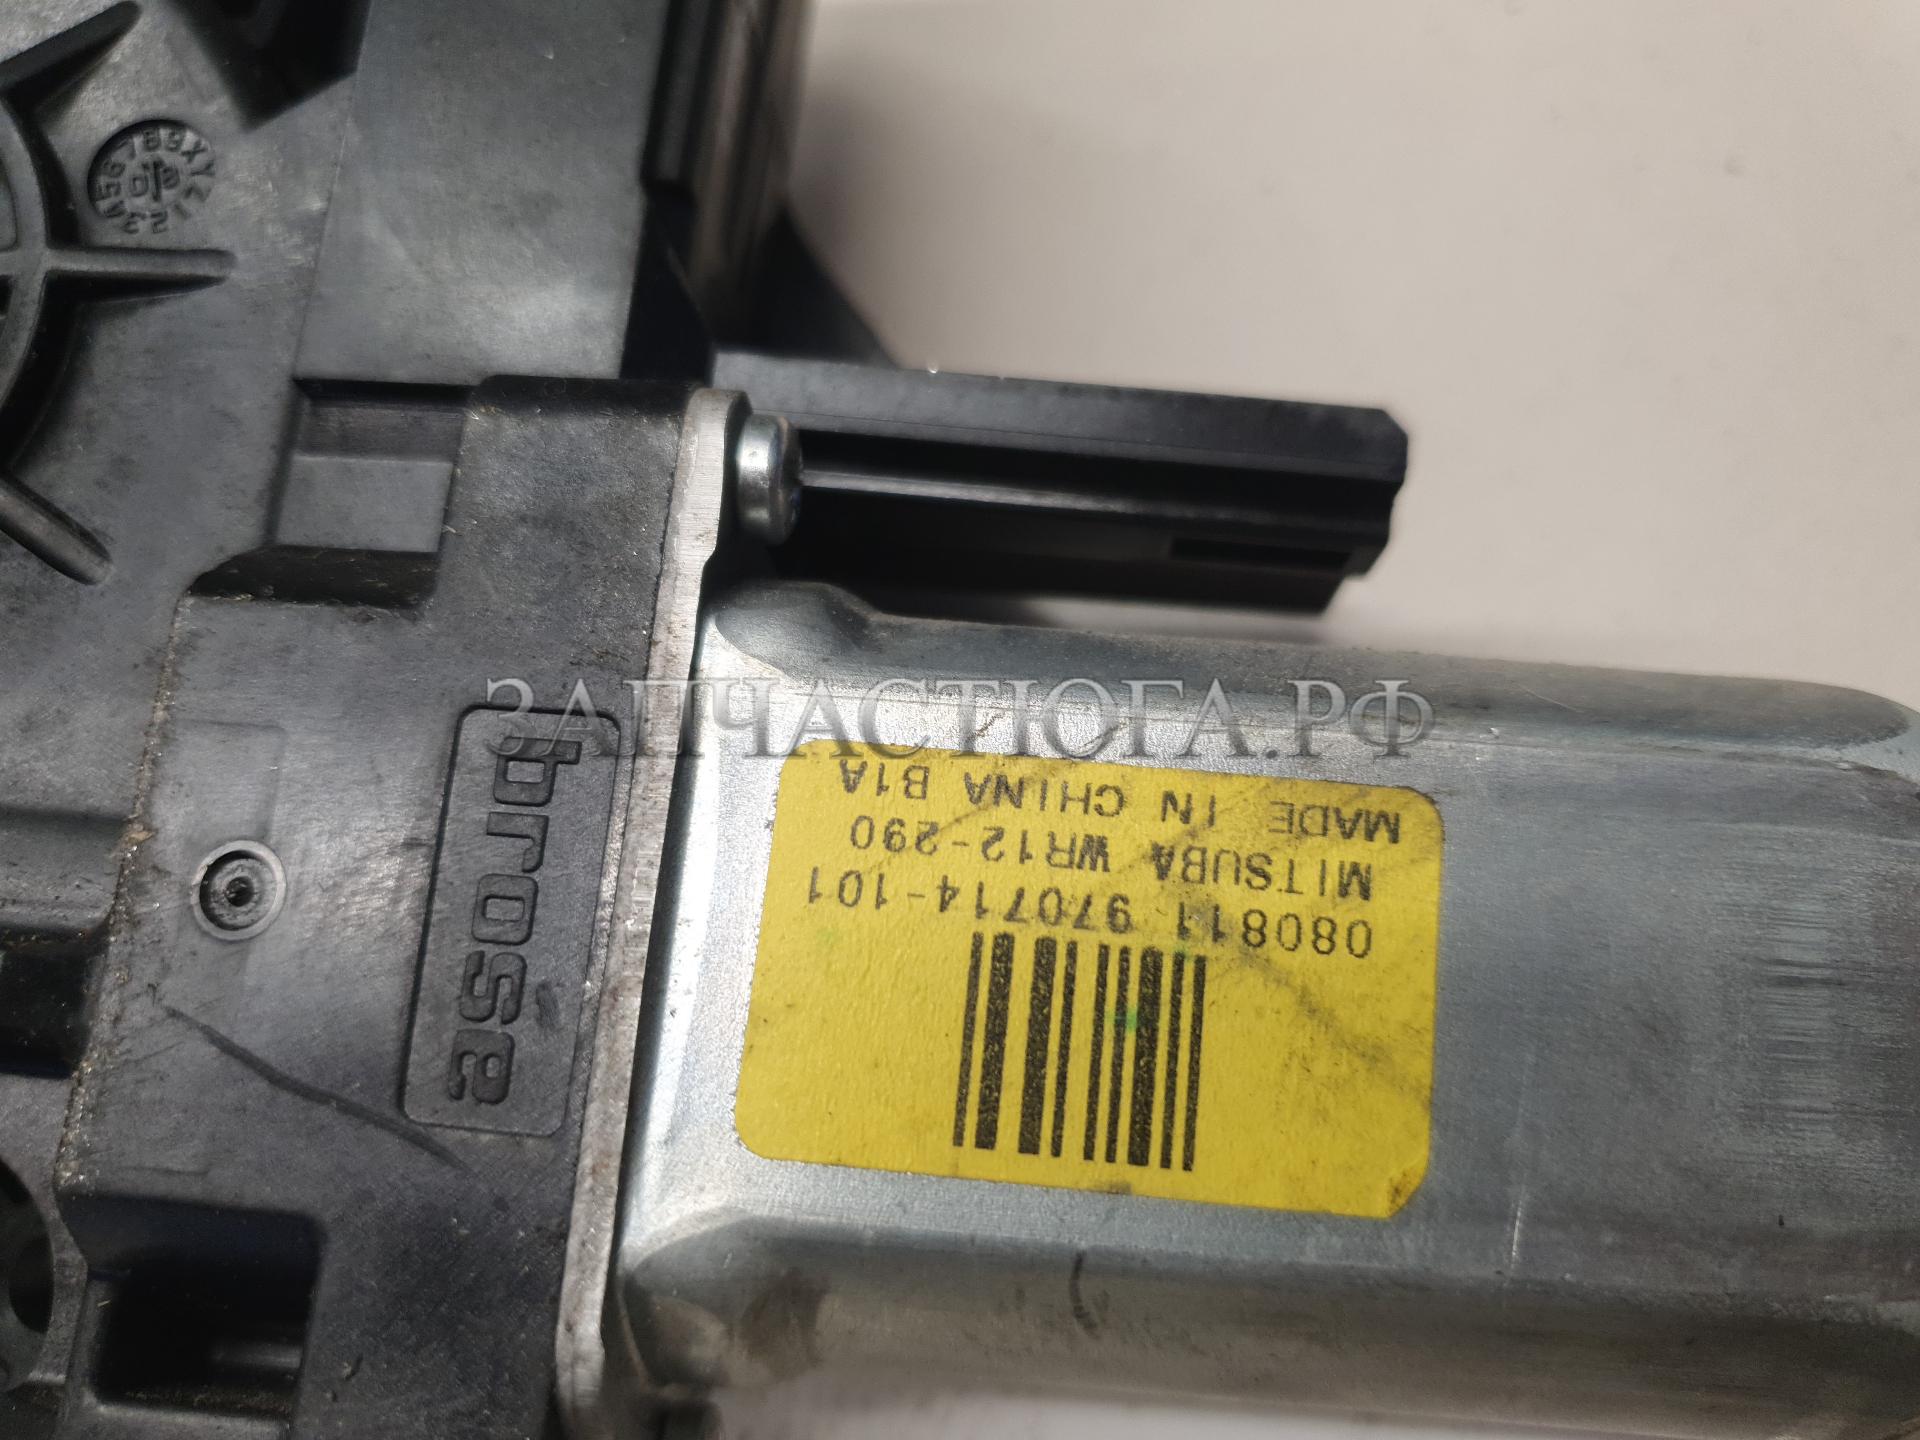 ЗАПЧАСТЮГА.РФ
brose
080811 970714-101
MITSUBA WR12-290
MADE IN CHINA B1A